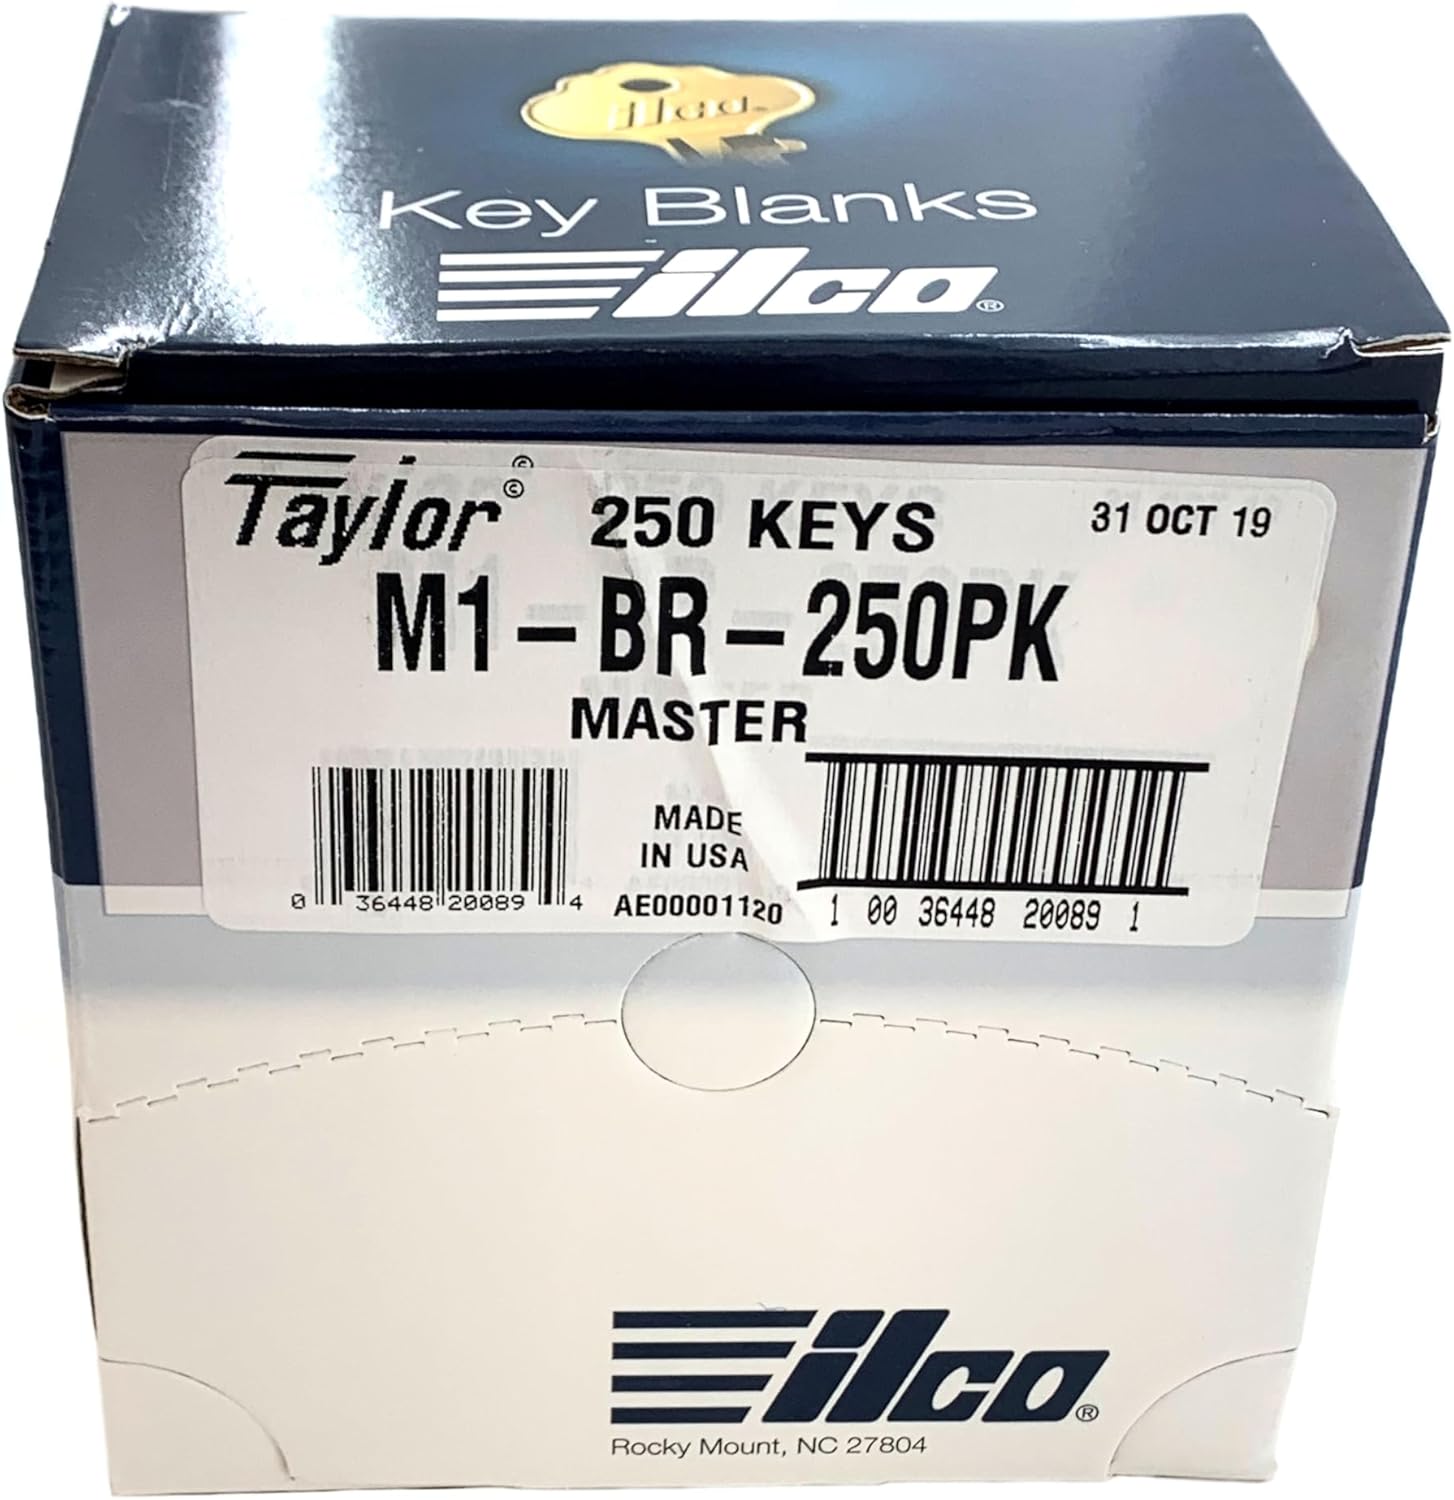 ilco
Key Blanks
ilco®
Taylor© 250 KEYS 31 OCT 19
M1-BR-250PK
MASTER
MADE
IN USA
0 36448 20089 4
AE00001120
1 00 36448 20089 1
ilco®
Rocky Mount, NC 27804